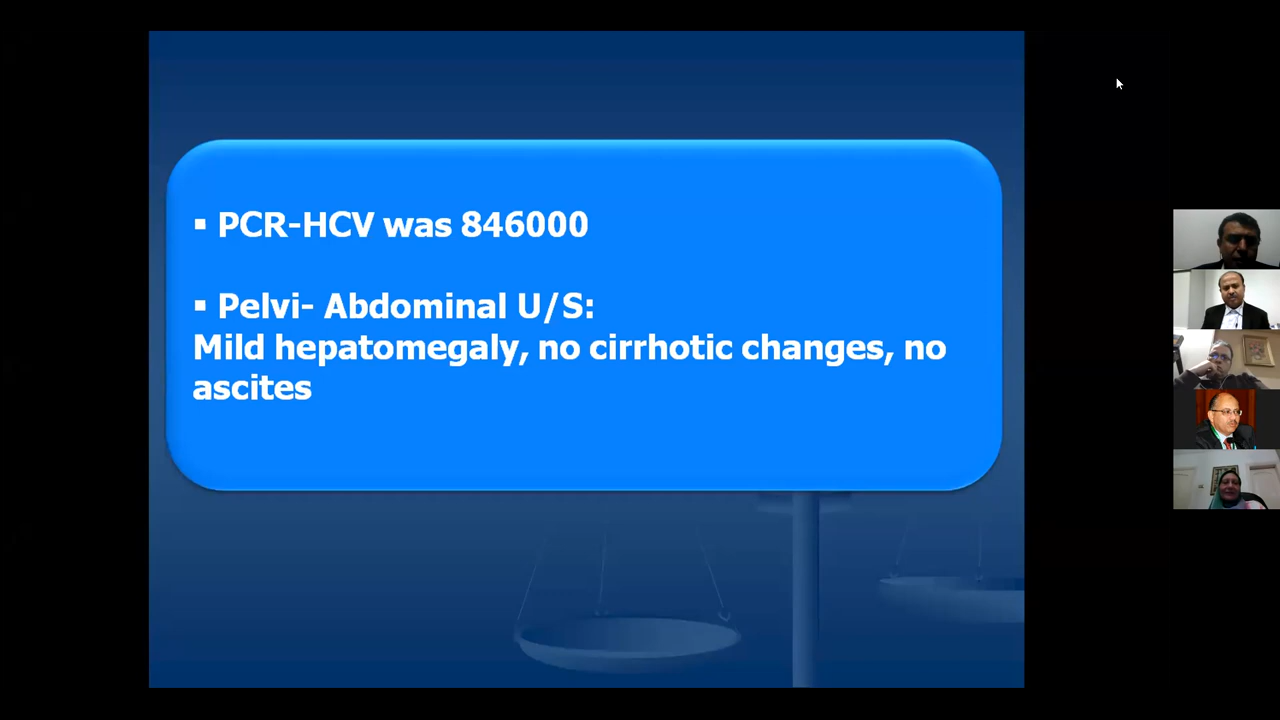 ▪ PCR-HCV was 846000
▪ Pelvi- Abdominal U/S:
Mild hepatomegaly, no cirrhotic changes, no
ascites